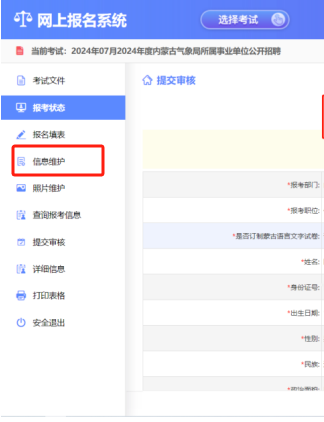 网上报名系统
选择考试
当前考试：2024年07月2024年度内蒙古气象局所属事业单位公开招聘
考试文件
报考状态
报名填表
信息维护
照片维护
查询报考信息
提交审核
详细信息
打印表格
安全退出
提交审核
*报考部门:
*报考职位:
*是否订制蒙古语言文字试卷:
*姓名:
*身份证号:
*出生日期:
*性别:
*民族:
*政治面貌: